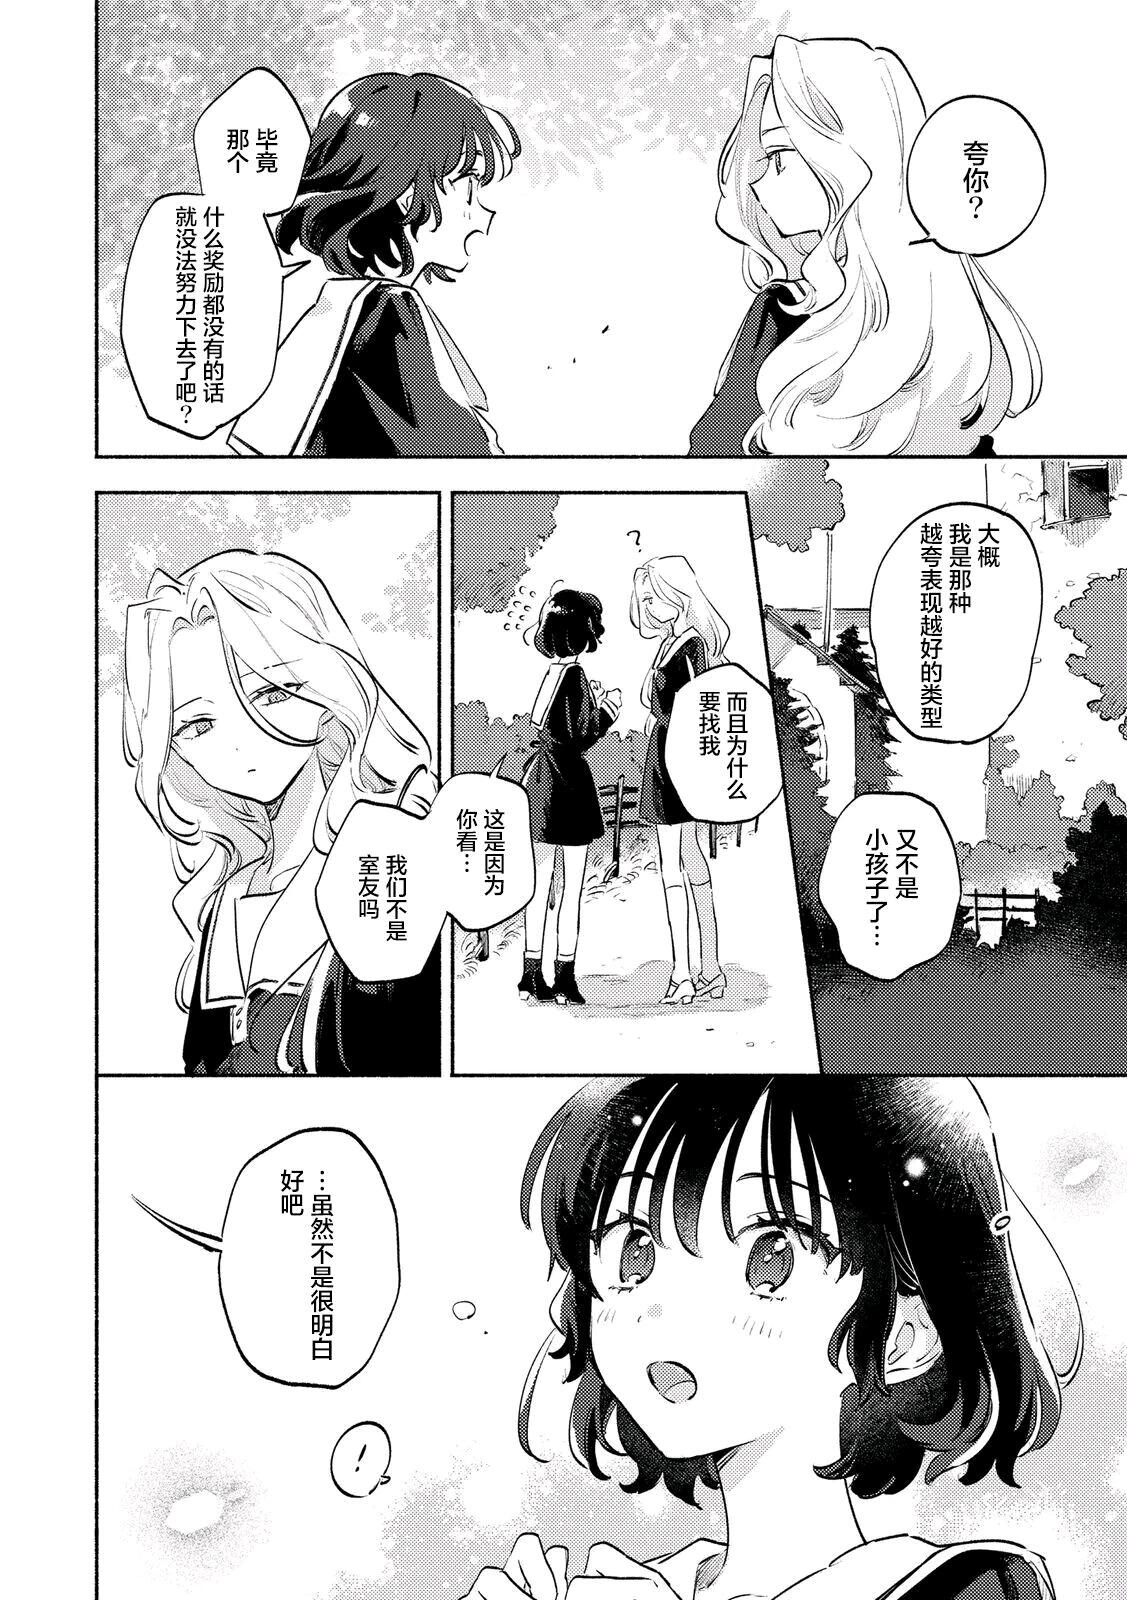 夸你？
毕竟
那个
什么奖励都没有的话
就没法努力下去了吧？
大概
我是那种
越夸表现越好的类型
又不是
小孩子了…
？
而且为什么
要找我
这是因为
你看…
我们不是
室友吗
…虽然不是很明白
好吧
！